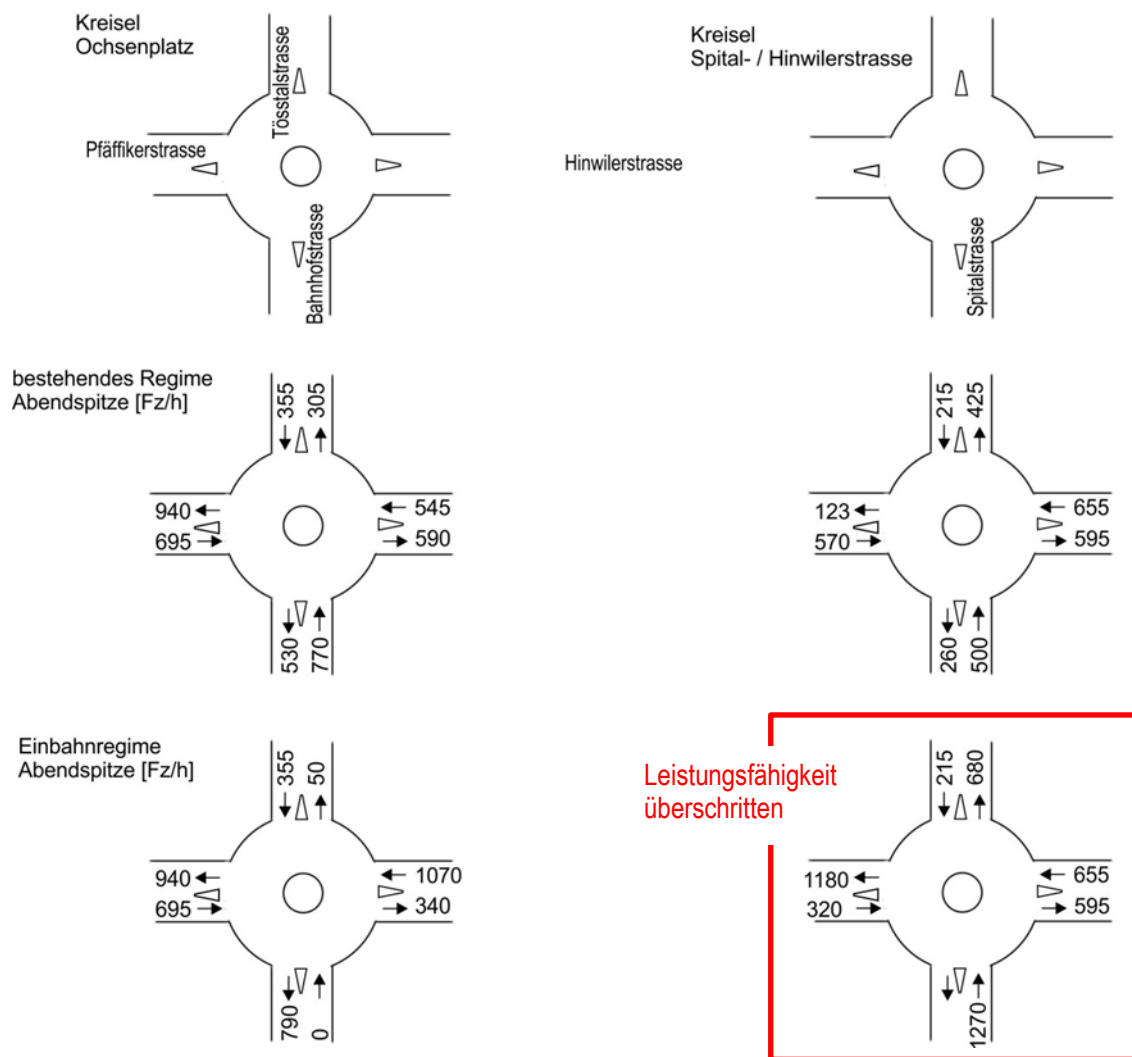 Kreisel
Ochsenplatz
Tösstalstrasse
Pfäffikerstrasse
Bahnhofstrasse
Kreisel
Spital- / Hinwilerstrasse
Hinwilerstrasse
Spitalstrasse
bestehendes Regime
Abendspitze [Fz/h]
355
305
940
695
545
590
530
770
215
425
123
570
655
595
260
500
Einbahnregime
Abendspitze [Fz/h]
355
50
940
695
1070
340
790
0
Leistungsfähigkeit
überschritten
215
680
1180
320
655
595
1270